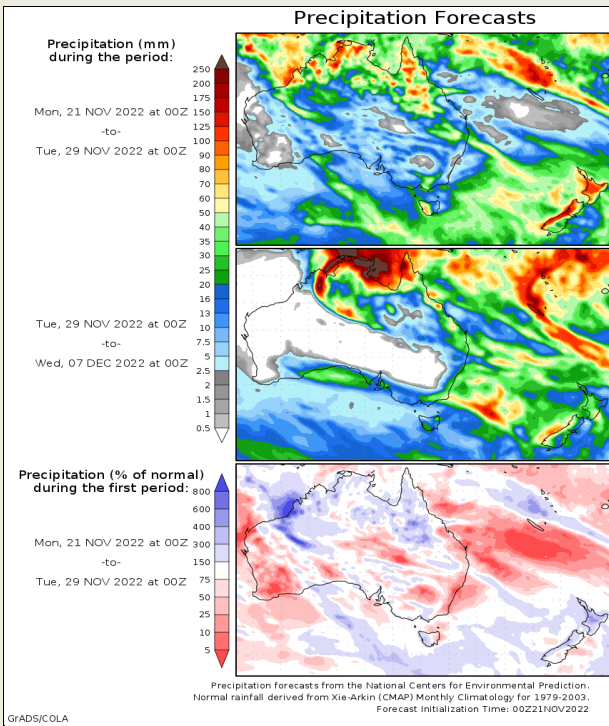 Precipitation Forecasts
Precipitation (mm)
during the period:
Mon, 21 NOV 2022 at 00Z
-to-
Tue, 29 NOV 2022 at 00Z
250
200
175
150
125
100
90
80
70
60
50
40
35
30
25
20
16
13
10
7.5
5
2.5
2
1.5
1
0.5
Tue, 29 NOV 2022 at 00Z
-to-
Wed, 07 DEC 2022 at 00Z
Precipitation (% of normal)
during the first period:
Mon, 21 NOV 2022 at 00Z
-to-
Tue, 29 NOV 2022 at 00Z
800
600
400
300
150
75
50
25
10
5
Precipitation forecasts from the National Centers for Environmental Prediction.
Normal rainfall derived from Xie-Arkin (CMAP) Monthly Climatology for 1979-2003.
Forecast Initialization Time: 00Z21NOV2022
GrADS/COLA